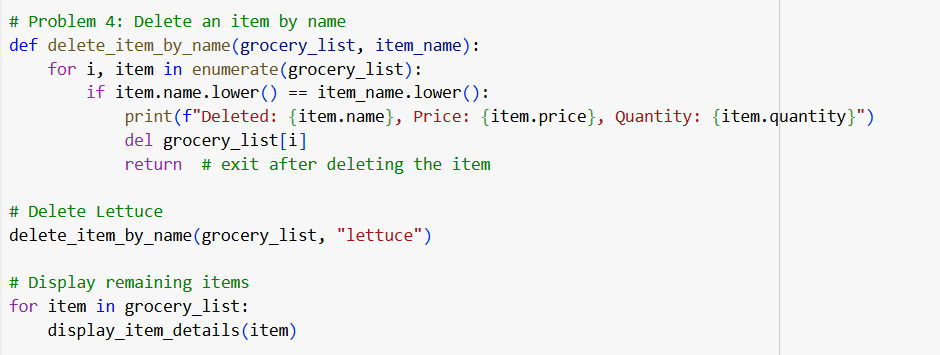 # Problem 4: Delete an item by name
def delete_item_by_name(grocery_list, item_name):
    for i, item in enumerate(grocery_list):
        if item.name.lower() == item_name.lower():
            print(f"Deleted: {item.name}, Price: {item.price}, Quantity: {item.quantity}")
            del grocery_list[i]
            return  # exit after deleting the item

# Delete Lettuce
delete_item_by_name(grocery_list, "lettuce")

# Display remaining items
for item in grocery_list:
    display_item_details(item)